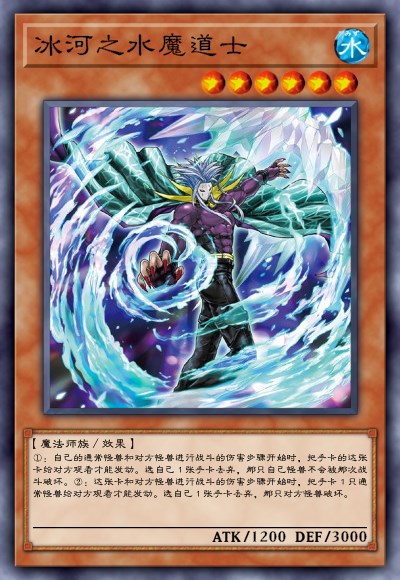 冰河之水魔道士
水
【魔法师族／效果】
①：自己的通常怪兽和对方怪兽进行战斗的伤害步骤开始时，把手卡的这张
卡给对方观看才能发动。选自己1张手卡丢弃，那只自己怪兽不会被那次战
斗破坏。②：这张卡和对方怪兽进行战斗的伤害步骤开始时，把手卡1只通
常怪兽给对方观看才能发动。选自己1张手卡丢弃，那只对方怪兽破坏。
ATK/1200 DEF/3000